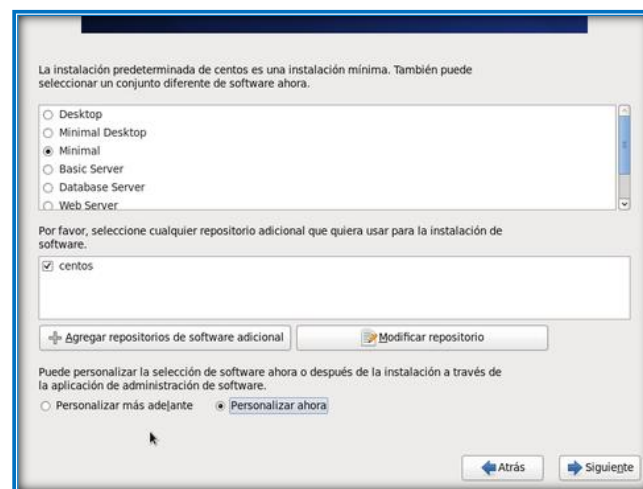 La instalación predeterminada de centos es una instalación mínima. También puede
seleccionar un conjunto diferente de software ahora.
Desktop
Minimal Desktop
Minimal
Basic Server
Database Server
Web Server
Por favor, seleccione cualquier repositorio adicional que quiera usar para la instalación de
software.
centos
Agregar repositorios de software adicional
Modificar repositorio
Puede personalizar la selección de software ahora o después de la instalación a través de
la aplicación de administración de software.
Personalizar más adelante
Personalizar ahora
Atrás
Siguiente